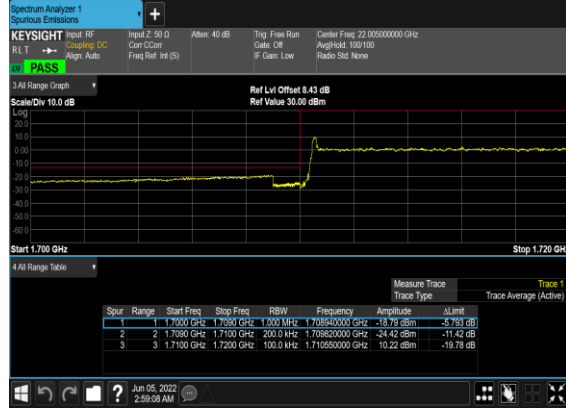 Spectrum Analyzer 1
Spurious Emissions
KEYSIGHT Input: RF Input Z: 50 Ω Atten: 40 dB Trig: Free Run Center Freq: 22.005000000 GHz
Coupling: DC Corr CCorr Gate: Off Avg|Hold: 100/100
RLT Align: Auto Freq Ref: Int (S) IF Gain: Low Radio Std: None
PASS
3 All Range Graph
Ref Lvl Offset 8.43 dB
Scale/Div 10.0 dB Ref Value 30.00 dBm
Log
20.0
10.0
0.00
-10.0
-20.0
-30.0
-40.0
-50.0
Start 1.700 GHz Stop 1.720 GH
4 All Range Table
Measure Trace Trace 1
Trace Type Trace Average (Active)
Spur Range Start Freq Stop Freq RBW Frequency Amplitude ΔLimit
1 1 1.7000 GHz 1.7090 GHz 1.000 MHz 1.708940000 GHz -18.79 dBm -5.793 dB
2 2 1.7090 GHz 1.7100 GHz 200.0 kHz 1.709820000 GHz -24.42 dBm -11.42 dB
3 3 1.7100 GHz 1.7200 GHz 100.0 kHz 1.710550000 GHz 10.22 dBm -19.78 dB
Jun 05, 2022
2:59:08 AM